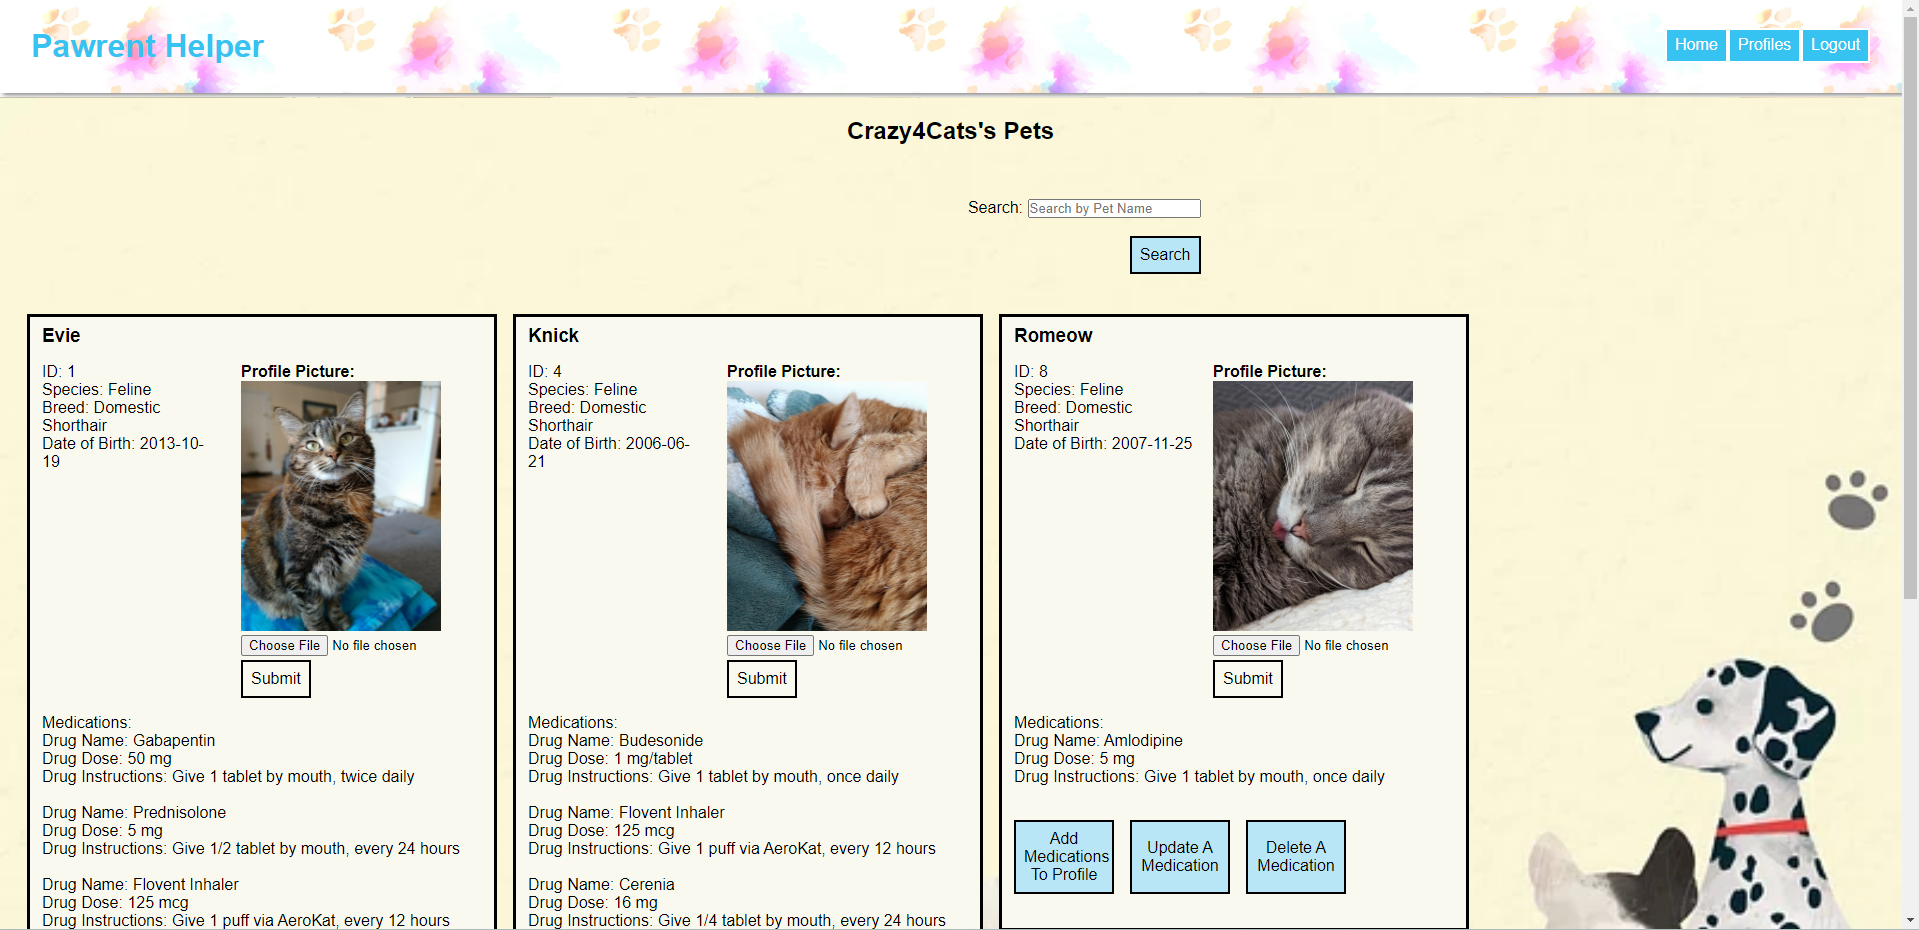 Pawrent Helper
Home Profiles Logout
Crazy4Cats's Pets
Search: Search by Pet Name
Search
Evie
ID: 1
Species: Feline
Breed: Domestic
Shorthair
Date of Birth: 2013-10-
19
Profile Picture:
Choose File No file chosen
Submit
Medications:
Drug Name: Gabapentin
Drug Dose: 50 mg
Drug Instructions: Give 1 tablet by mouth, twice daily
Drug Name: Prednisolone
Drug Dose: 5 mg
Drug Instructions: Give 1/2 tablet by mouth, every 24 hours
Drug Name: Flovent Inhaler
Drug Dose: 125 mcg
Drug Instructions: Give 1 puff via AeroKat, every 12 hours
Knick
ID: 4
Species: Feline
Breed: Domestic
Shorthair
Date of Birth: 2006-06-
21
Profile Picture:
Choose File No file chosen
Submit
Medications:
Drug Name: Budesonide
Drug Dose: 1 mg/tablet
Drug Instructions: Give 1 tablet by mouth, once daily
Drug Name: Flovent Inhaler
Drug Dose: 125 mcg
Drug Instructions: Give 1 puff via AeroKat, every 12 hours
Drug Name: Cerenia
Drug Dose: 16 mg
Drug Instructions: Give 1/4 tablet by mouth, every 24 hours
Romeow
ID: 8
Species: Feline
Breed: Domestic
Shorthair
Date of Birth: 2007-11-25
Profile Picture:
Choose File No file chosen
Submit
Medications:
Drug Name: Amlodipine
Drug Dose: 5 mg
Drug Instructions: Give 1 tablet by mouth, once daily
Add
Medications
To Profile
Update A
Medication
Delete A
Medication